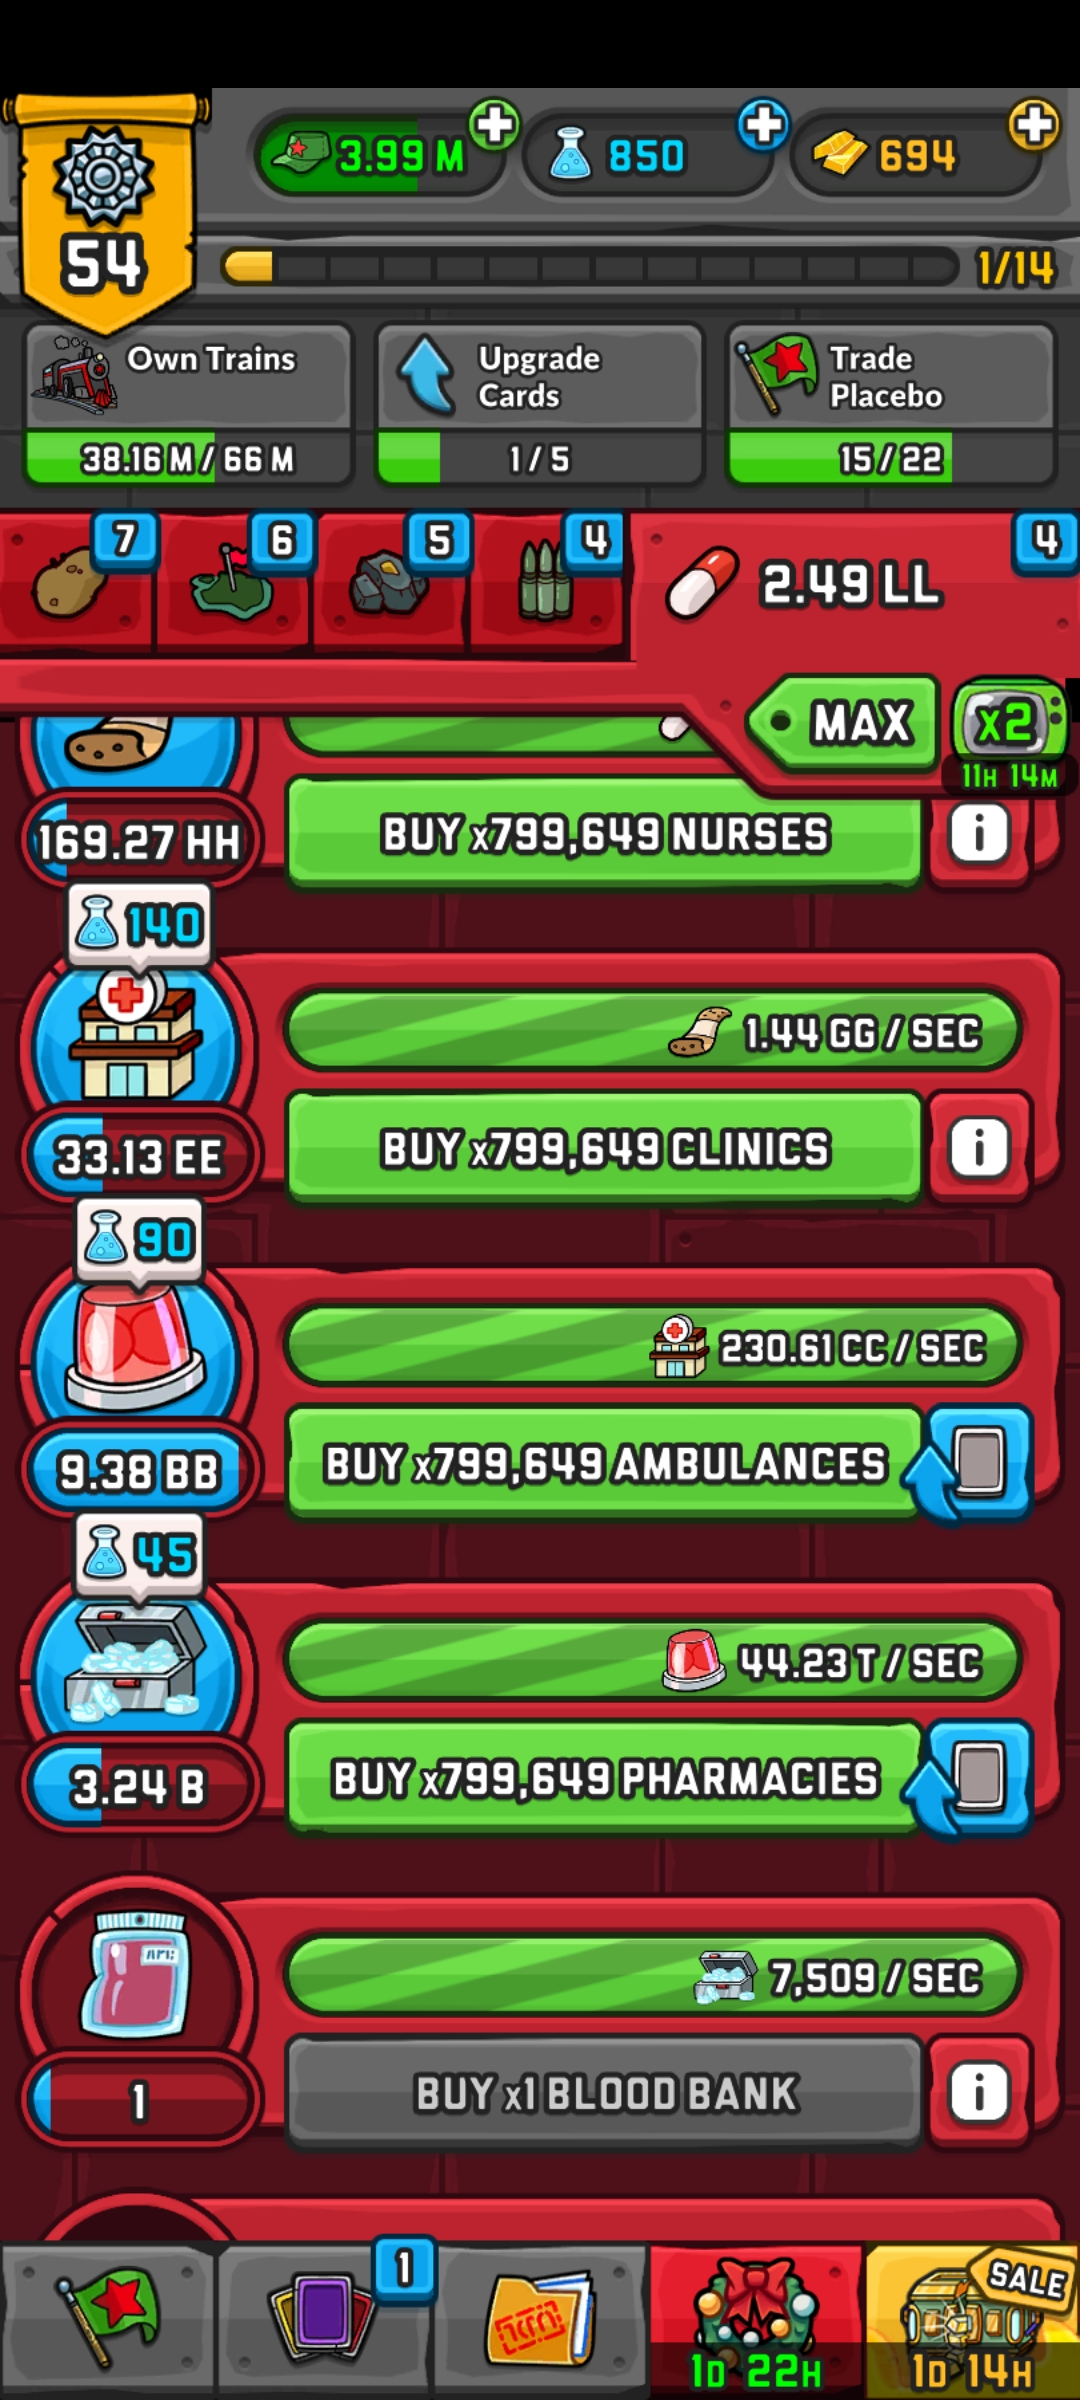 3.99 M
850
694
54
1/14
Own Trains
Upgrade
Cards
Trade
Placebo
38.16 M / 66 M
1 / 5
15 / 22
7
6
5
4
2.49 LL
4
MAX
x2
11H 14M
169.27 HH
BUY x799,649 NURSES
i
140
1.44 GG / SEC
33.13 EE
BUY x799,649 CLINICS
i
90
230.61 CC / SEC
9.38 BB
BUY x799,649 AMBULANCES
45
44.23 T / SEC
3.24 B
BUY x799,649 PHARMACIES
7,509 / SEC
1
BUY x1 BLOOD BANK
i
1
SALE
1D 22H
1D 14H